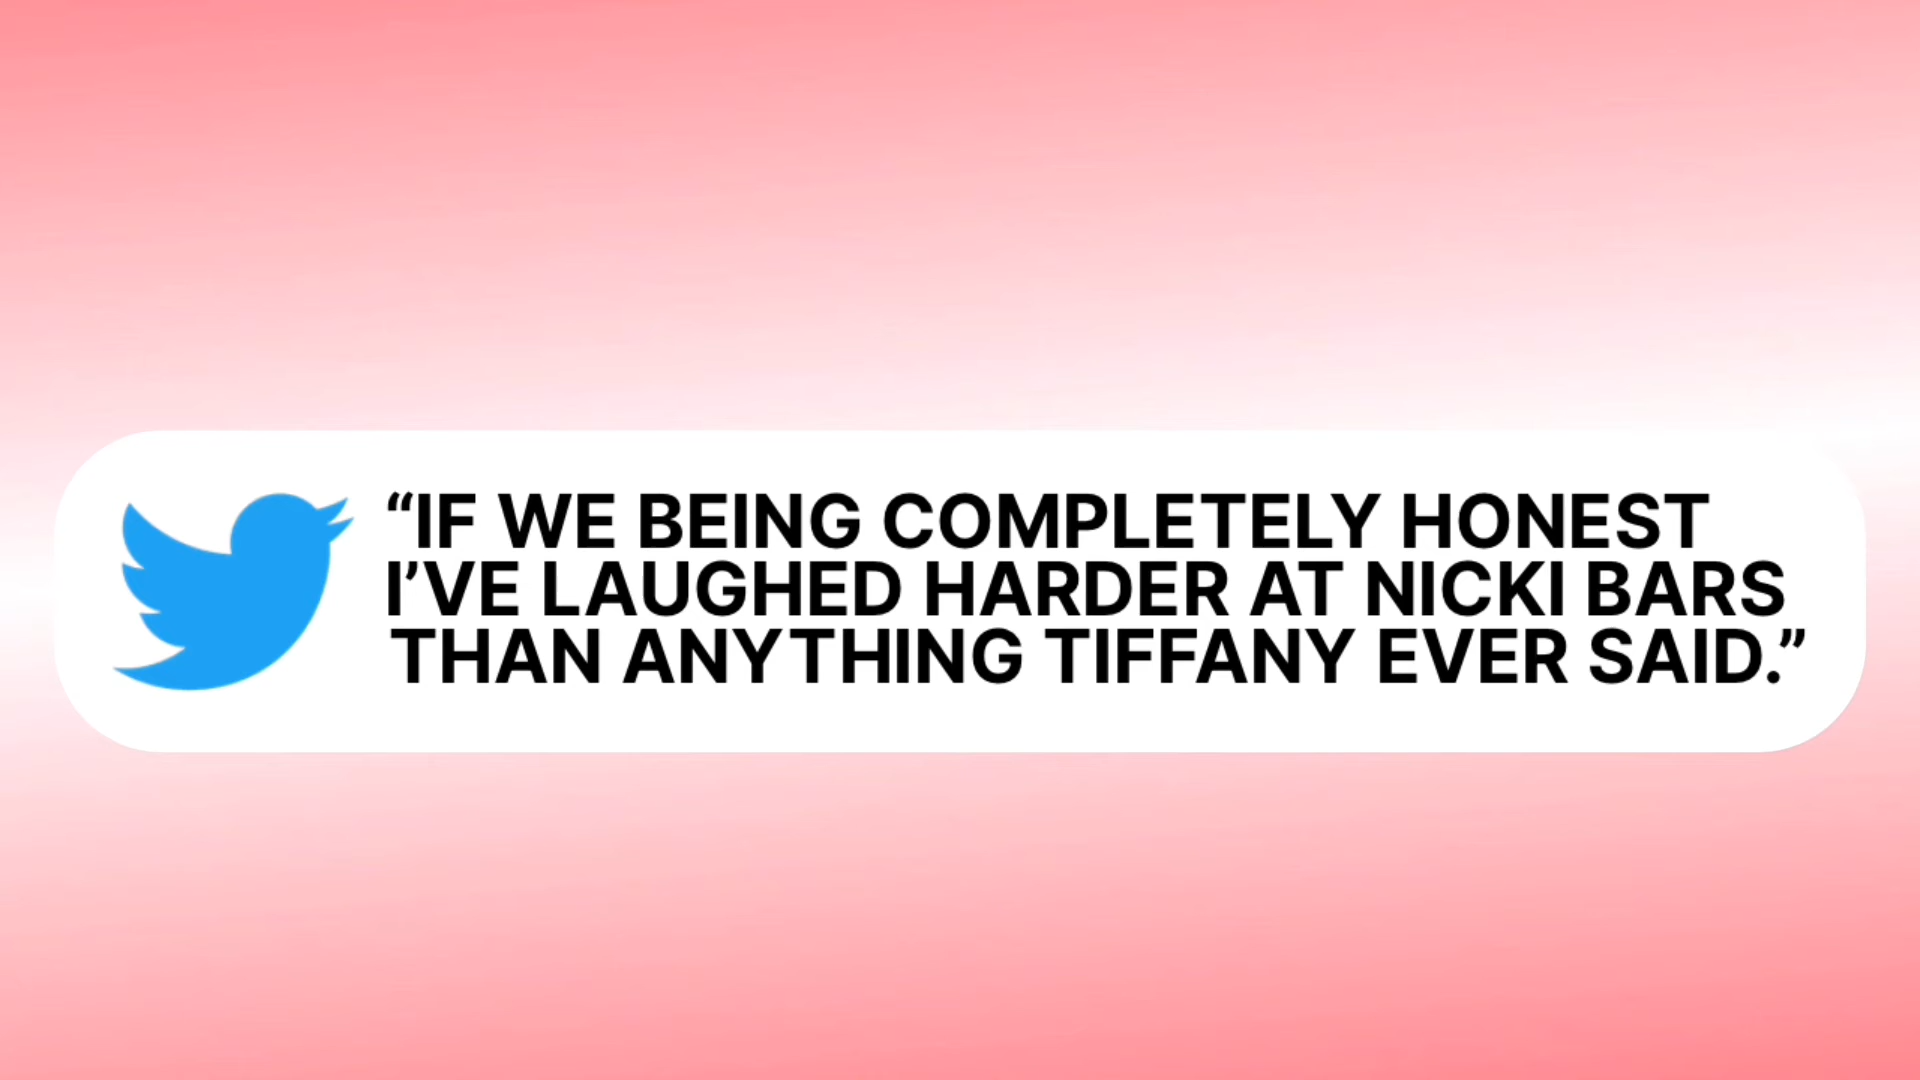 “IF WE BEING COMPLETELY HONEST
I’VE LAUGHED HARDER AT NICKI BARS
THAN ANYTHING TIFFANY EVER SAID.”